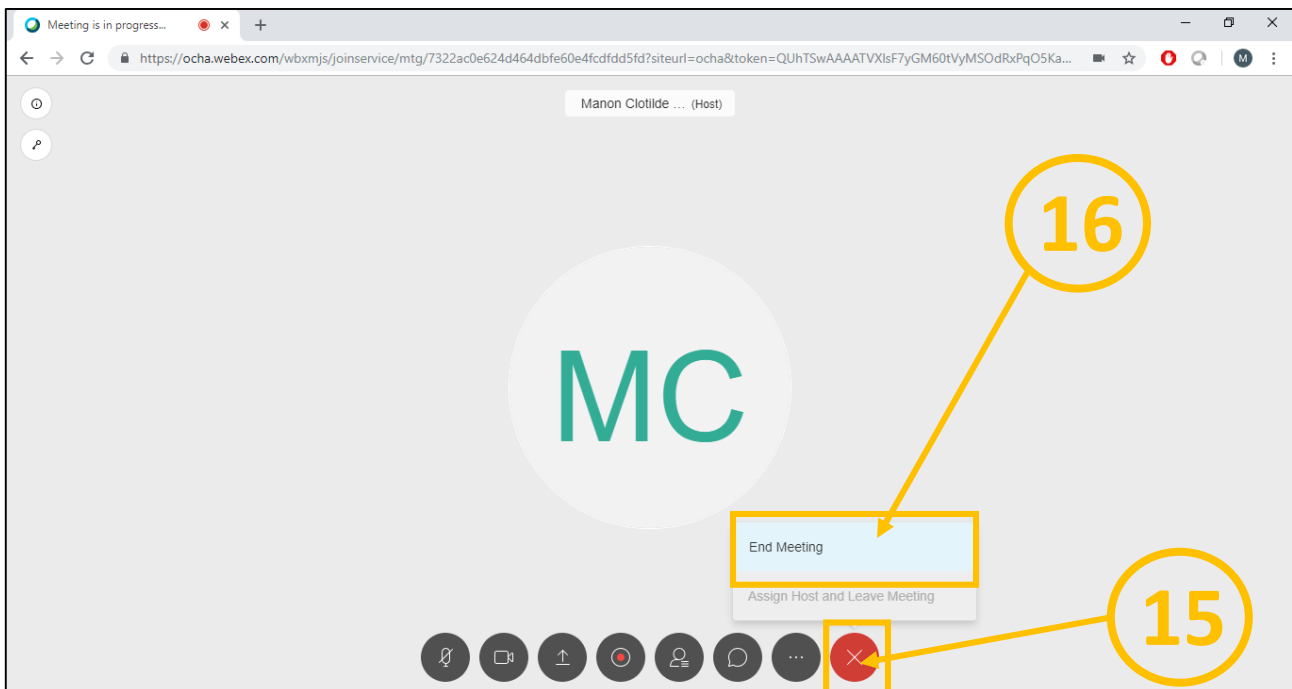 Meeting is in progress...
https://ocha.webex.com/wbxmjs/joinservice/mtg/7322ac0e624d464dbfe60e4fcdfdd5fd?siteurl=ocha&token=QUhTSwAAAATVXIsF7yGM60tVyMSOdRxPqO5Ka...
M
Manon Clotilde ... (Host)
16
MC
End Meeting
Assign Host and Leave Meeting
15